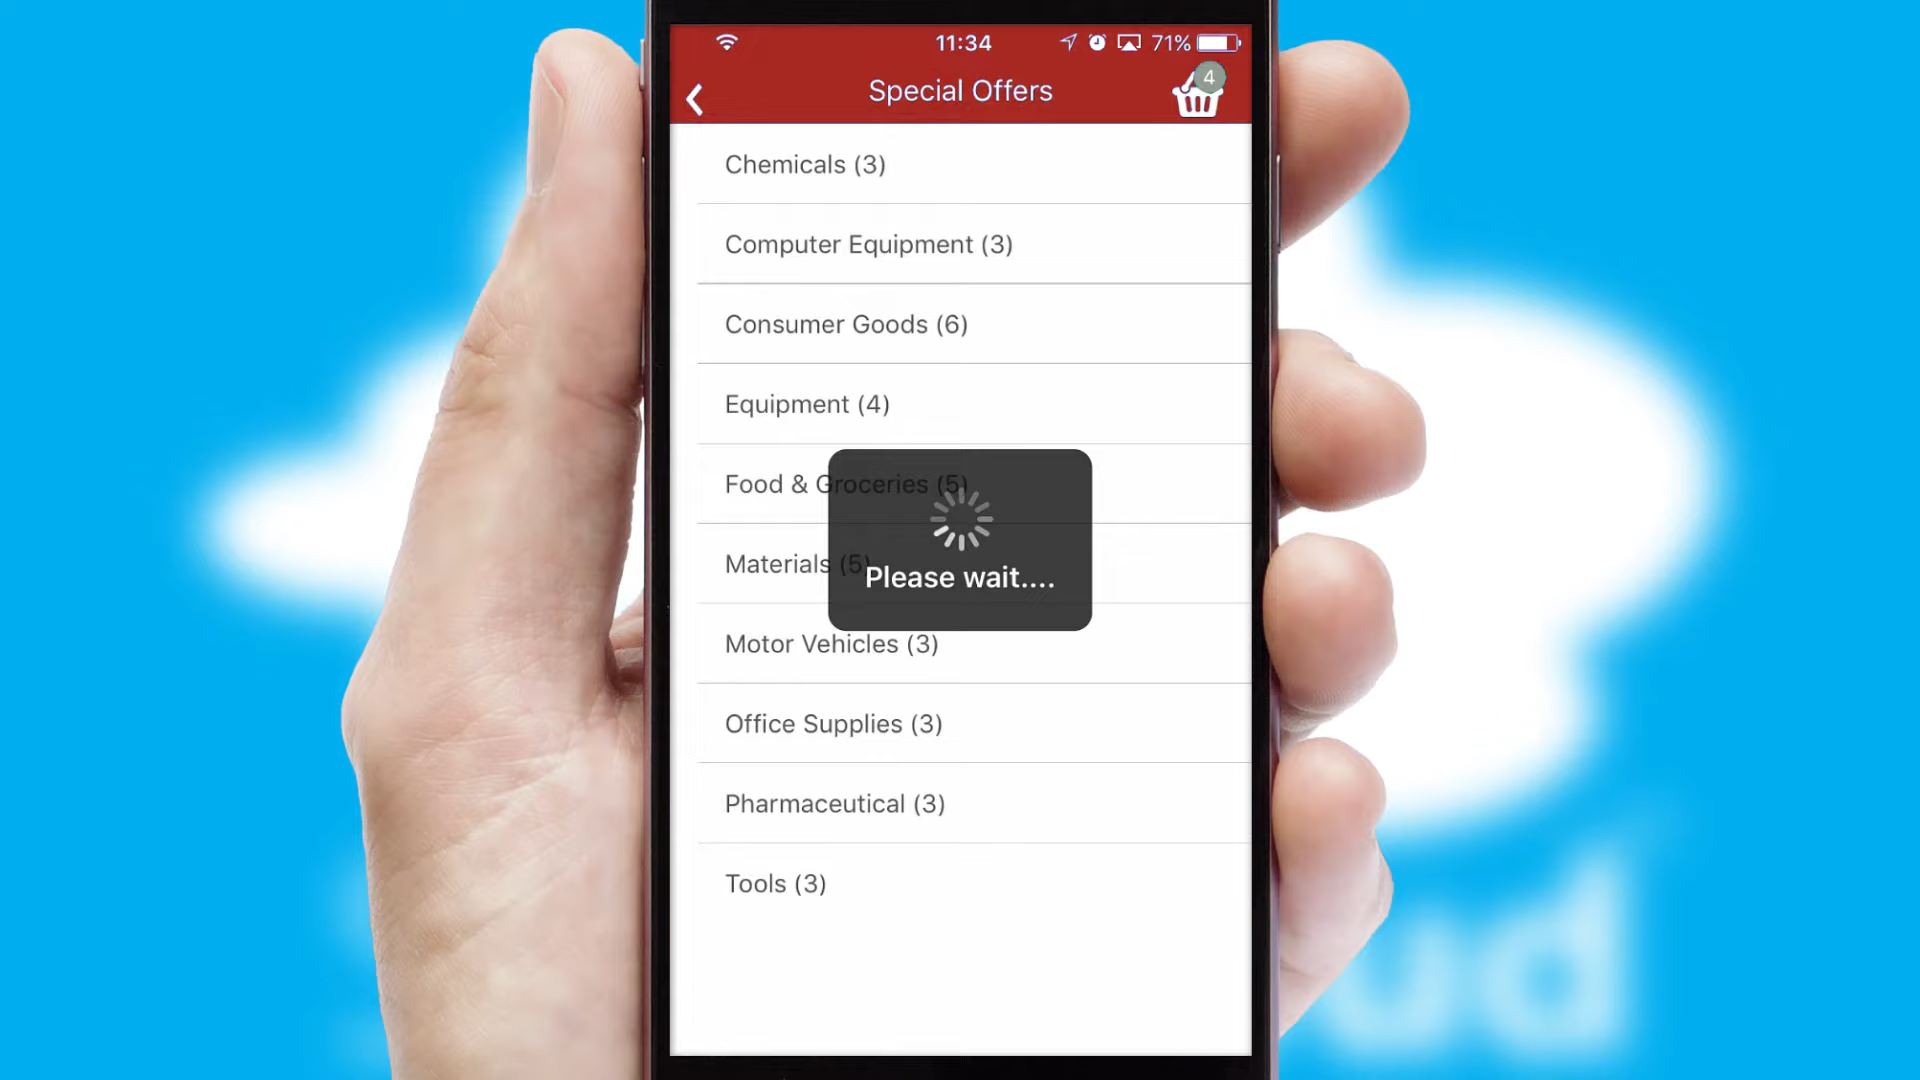 11:34
71%
Special Offers
4
Chemicals (3)
Computer Equipment (3)
Consumer Goods (6)
Equipment (4)
Food & Groceries (5)
Materials (5)
Please wait....
Motor Vehicles (3)
Office Supplies (3)
Pharmaceutical (3)
Tools (3)
ud